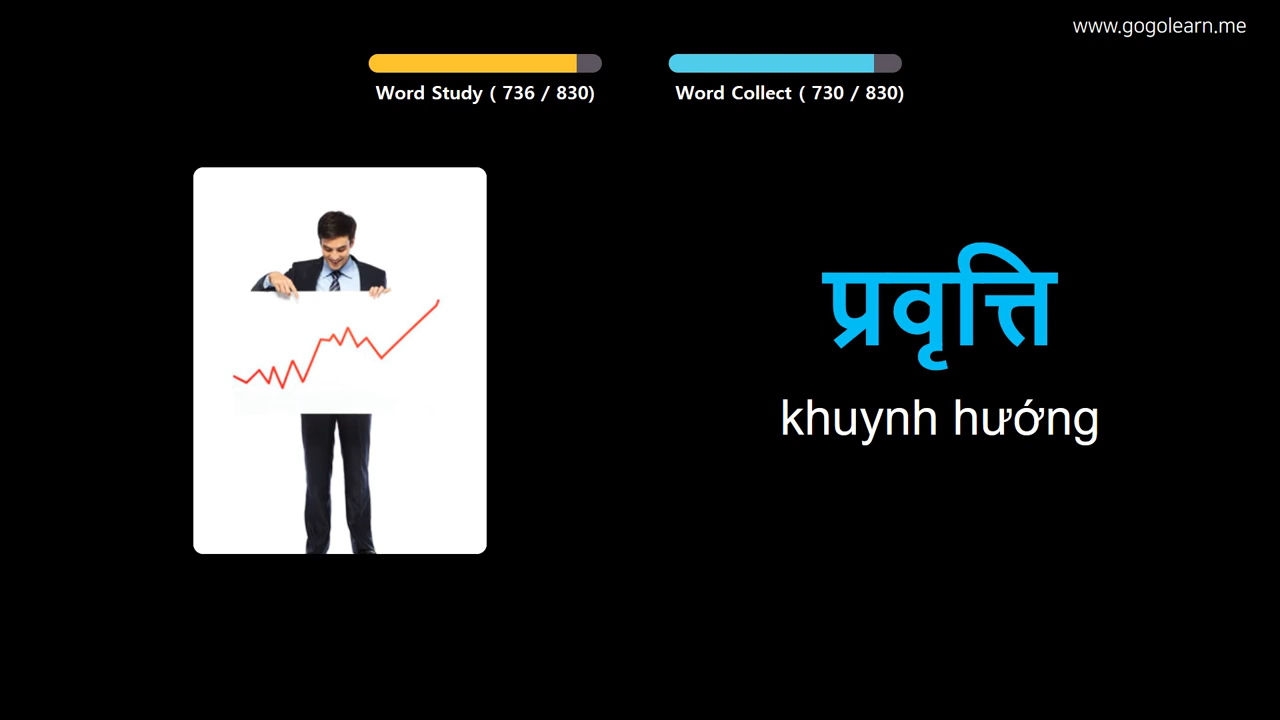 www.gogolearn.me
Word Study ( 736 / 830)
Word Collect ( 730 / 830)
प्रवृत्ति
khuynh hướng